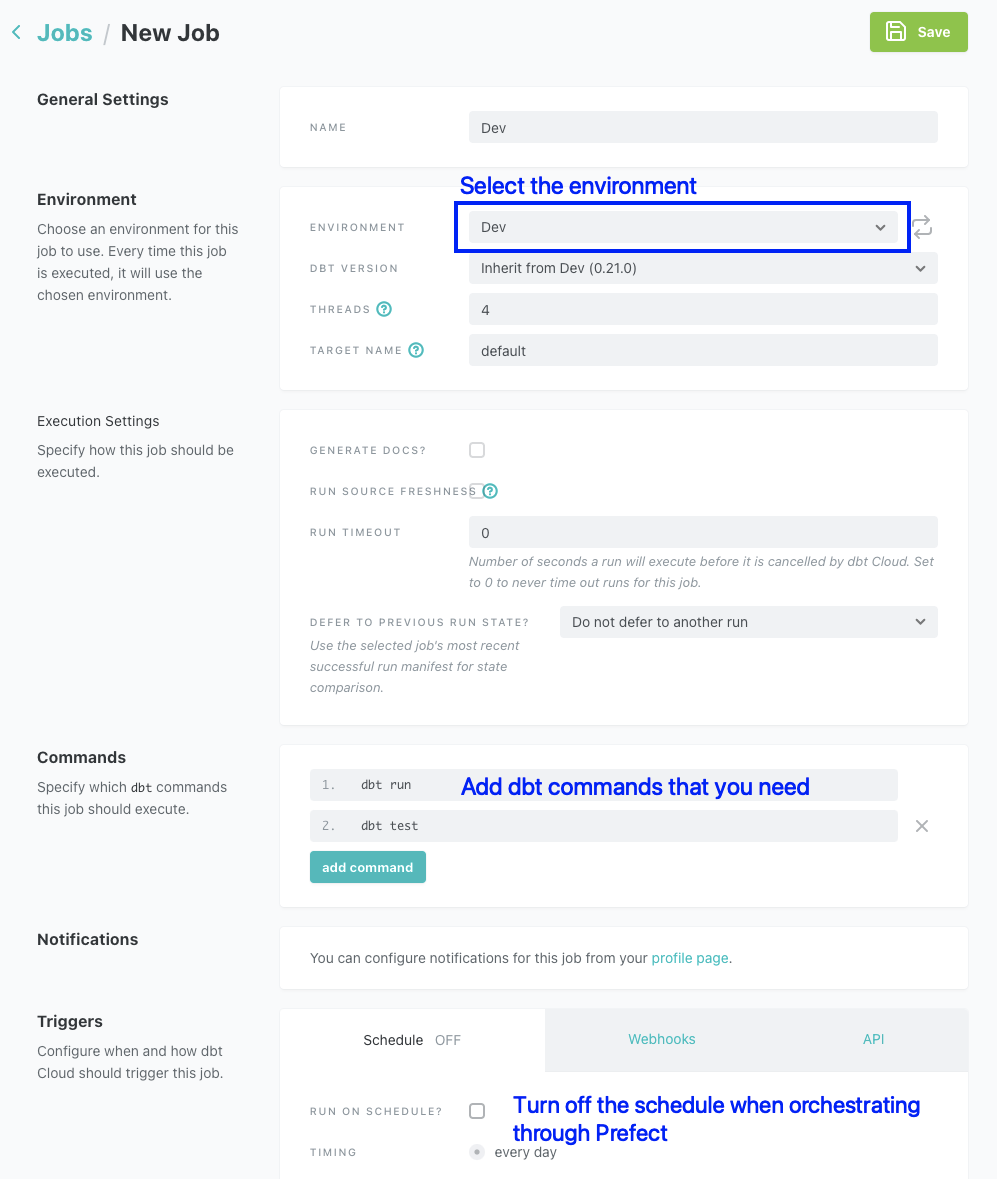 Jobs / New Job
Save
General Settings
NAME
Dev
Select the environment
Environment
Choose an environment for this
job to use. Every time this job
is executed, it will use the
chosen environment.
ENVIRONMENT
Dev
DBT VERSION
Inherit from Dev (0.21.0)
THREADS ?
4
TARGET NAME ?
default
Execution Settings
Specify how this job should be
executed.
GENERATE DOCS?
RUN SOURCE FRESHNESS ?
RUN TIMEOUT
0
Number of seconds a run will execute before it is cancelled by dbt Cloud. Set
to 0 to never time out runs for this job.
DEFER TO PREVIOUS RUN STATE?
Do not defer to another run
Use the selected job's most recent
successful run manifest for state
comparison.
Commands
Specify which dbt commands
this job should execute.
1. dbt run
Add dbt commands that you need
2. dbt test
add command
Notifications
You can configure notifications for this job from your profile page.
Triggers
Configure when and how dbt
Cloud should trigger this job.
Schedule OFF
Webhooks
API
RUN ON SCHEDULE?
Turn off the schedule when orchestrating
through Prefect
TIMING
every day